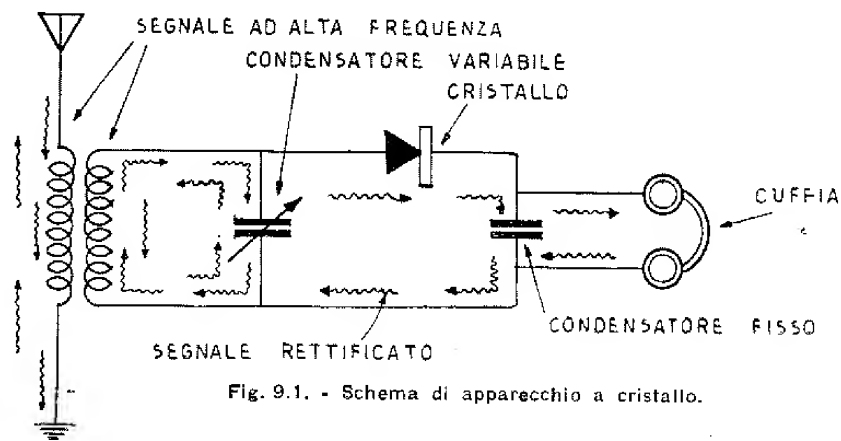 SEGNALE AD ALTA FREQUENZA
CONDENSATORE VARIABILE
CRISTALLO
CUFFIA
CONDENSATORE FISSO
SEGNALE RETTIFICATO
Fig. 9.1. - Schema di apparecchio a cristallo.